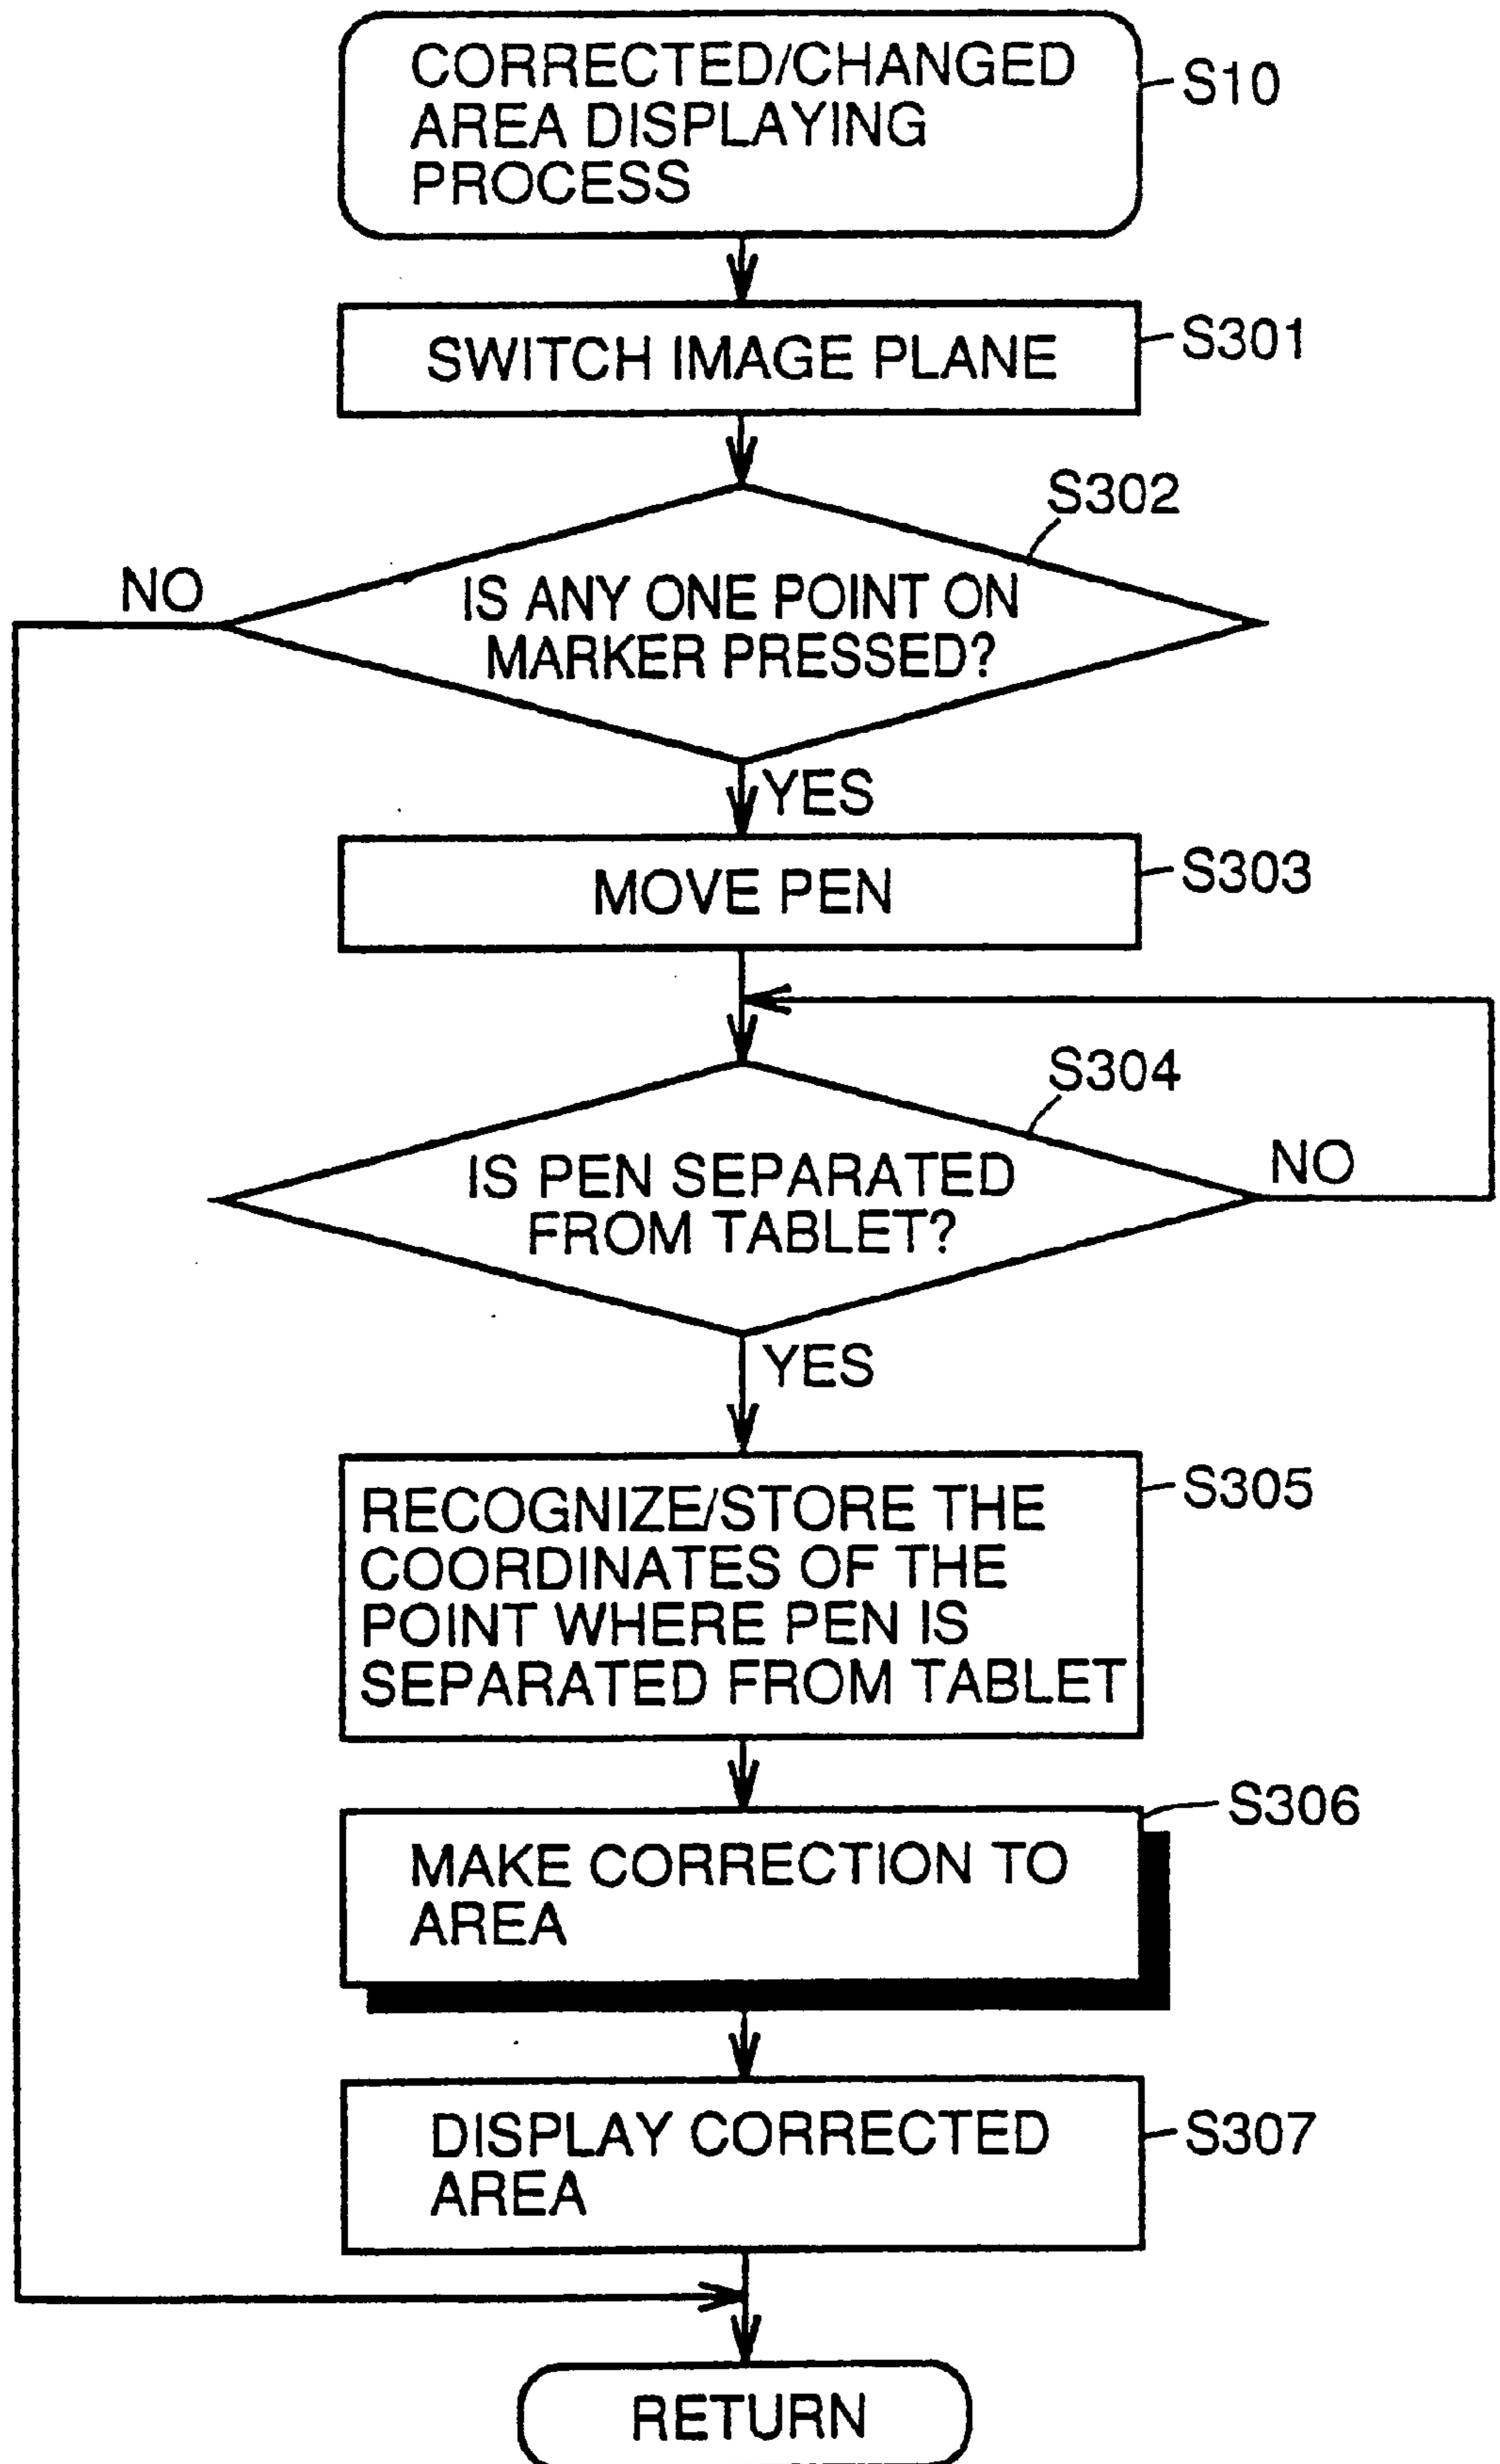 CORRECTED/CHANGED
AREA DISPLAYING
PROCESS
S10
SWITCH IMAGE PLANE
S301
S302
NO
IS ANY ONE POINT ON
MARKER PRESSED?
YES
MOVE PEN
S303
S304
IS PEN SEPARATED
FROM TABLET?
NO
YES
RECOGNIZE/STORE THE
COORDINATES OF THE
POINT WHERE PEN IS
SEPARATED FROM TABLET
S305
S306
MAKE CORRECTION TO
AREA
DISPLAY CORRECTED
AREA
S307
RETURN